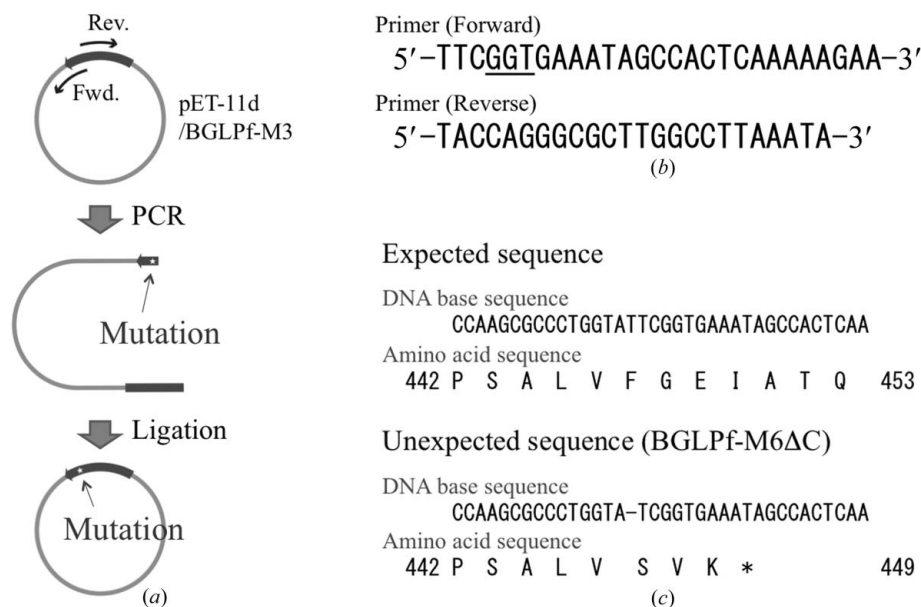 Rev.
Fwd.
pET-11d
/BGLPf-M3
PCR
Mutation
Ligation
Mutation
(a)
Primer (Forward)
5′-TTCGGTGAAATAGCCACTCAAAAAGAA-3′
Primer (Reverse)
5′-TACCAGGGCGCTTGGCCTTAAATA-3′
(b)
Expected sequence
DNA base sequence
CCAAGCGCCCTGGTATTCGGTGAAATAGCCACTCAA
Amino acid sequence
442 P S A L V F G E I A T Q 453
Unexpected sequence (BGLPf-M6ΔC)
DNA base sequence
CCAAGCGCCCTGGTA-TCGGTGAAATAGCCACTCAA
Amino acid sequence
442 P S A L V S V K * 449
(c)